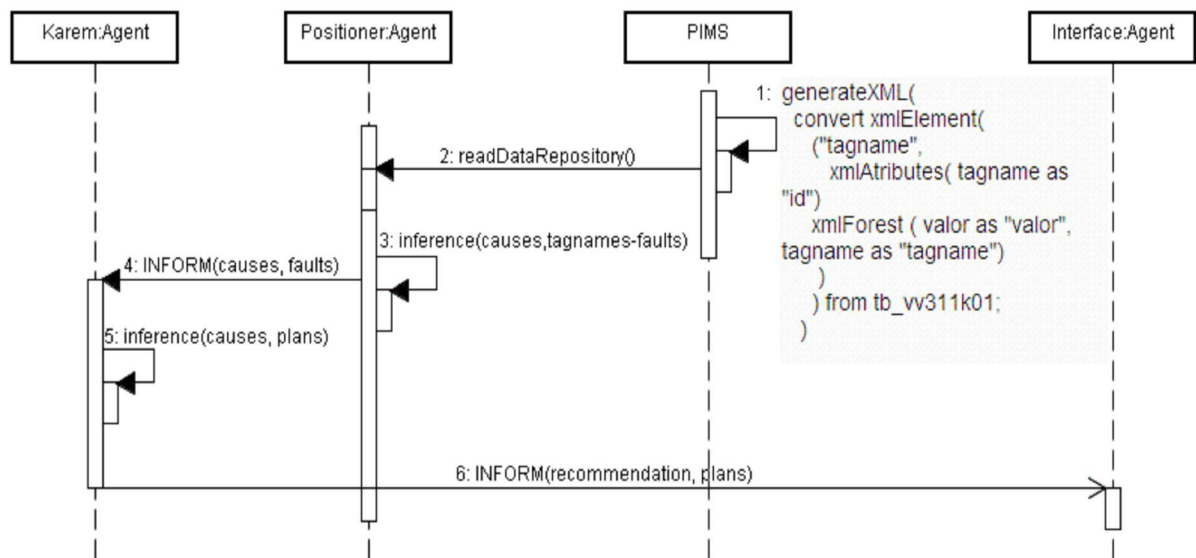 Karem:Agent
Positioner:Agent
PIMS
Interface:Agent
1: generateXML(
convert xmlElement(
("tagname",
xmlAtributes( tagname as
"id")
xmlForest ( valor as "valor",
tagname as "tagname")
)
) from tb_vv311k01;
)
2: readDataRepository()
3: inference(causes,tagnames-faults)
4: INFORM(causes, faults)
5: inference(causes, plans)
6: INFORM(recommendation, plans)